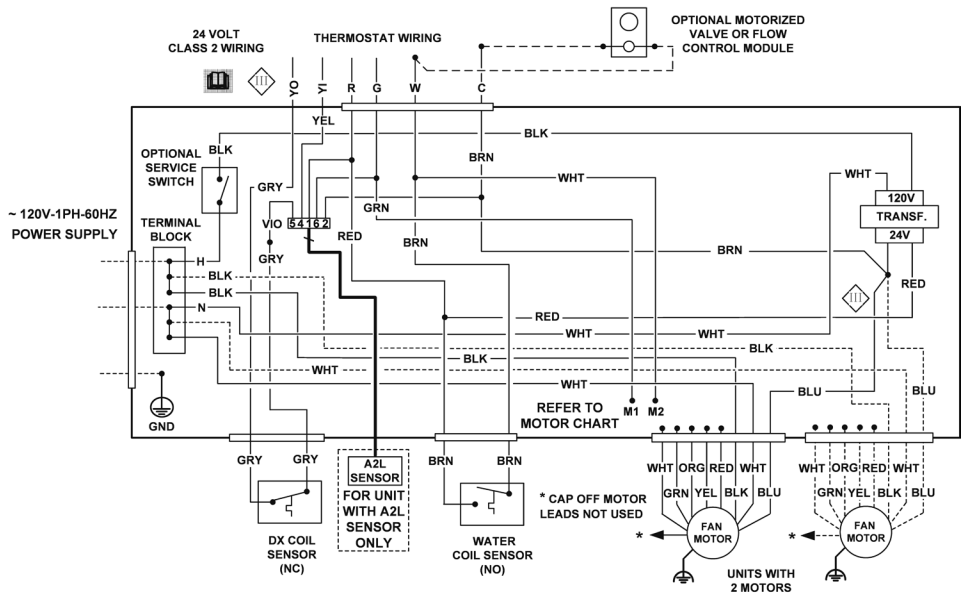 24 VOLT
CLASS 2 WIRING
THERMOSTAT WIRING
OPTIONAL MOTORIZED
VALVE OR FLOW
CONTROL MODULE
III
YO
YI
R
G
W
C
YEL
BLK
BLK
OPTIONAL
SERVICE
SWITCH
BRN
GRY
WHT
WHT
120V
TRANSF.
24V
GRN
~ 120V-1PH-60HZ
POWER SUPPLY
TERMINAL
BLOCK
VIO
5 4 1 6 2
RED
BRN
BRN
GRY
H
BLK
RED
BLK
III
N
RED
WHT
WHT
BLK
BLK
WHT
WHT
BLU
BLU
GND
REFER TO
MOTOR CHART
M1
M2
GRY
GRY
A2L
SENSOR
FOR UNIT
WITH A2L
SENSOR
ONLY
BRN
BRN
* CAP OFF MOTOR
LEADS NOT USED
WHT
ORG
RED
WHT
GRN
YEL
BLK
BLU
WHT
ORG
RED
WHT
GRN
YEL
BLK
BLU
DX COIL
SENSOR
(NC)
WATER
COIL SENSOR
(NO)
*
FAN
MOTOR
*
FAN
MOTOR
UNITS WITH
2 MOTORS